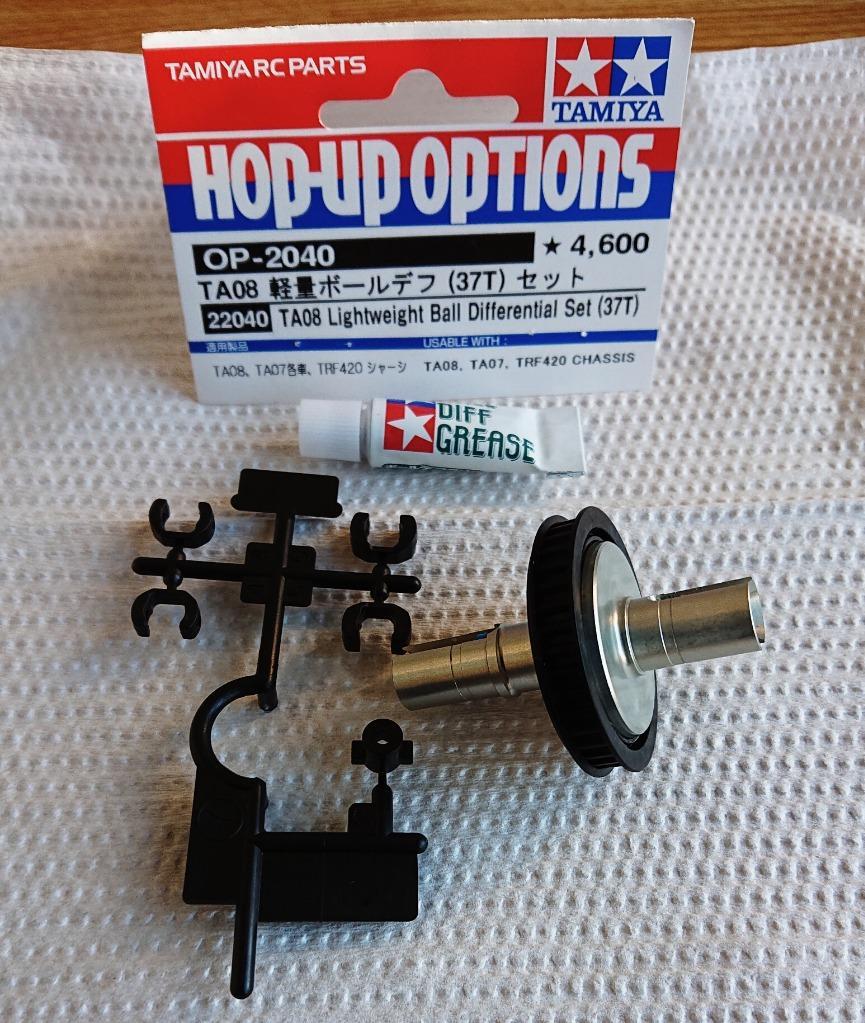 TAMIYA RC PARTS
TAMIYA
HOP-UP OPTIONS
OP-2040 ★ 4,600
TA08 軽量ボールデフ (37T) セット
22040 TA08 Lightweight Ball Differential Set (37T)
適用製品 USABLE WITH :
TA08、TA07各車、TRF420 シャーシ TA08, TA07, TRF420 CHASSIS
DIFF
GREASE